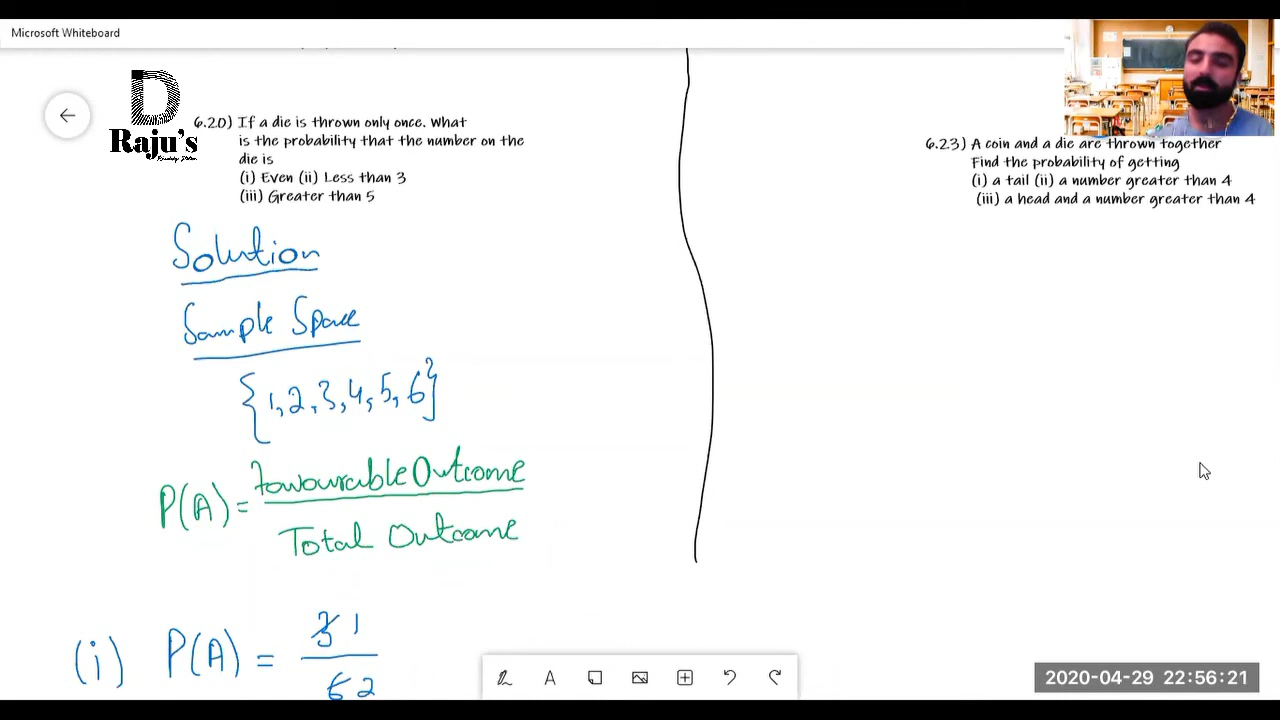 Microsoft Whiteboard
D
Raju's
6.20) If a die is thrown only once. What
is the probability that the number on the
die is
(i) Even (ii) Less than 3
(iii) Greater than 5
Solution
Sample Space
{1,2,3,4,5,6}
P(A)= Favourable Outcome
Total Outcome
(i) P(A) = 3 1
6 2
6.23) A coin and a die are thrown together
Find the probability of getting
(i) a tail (ii) a number greater than 4
(iii) a head and a number greater than 4
A
2020-04-29 22:56:21